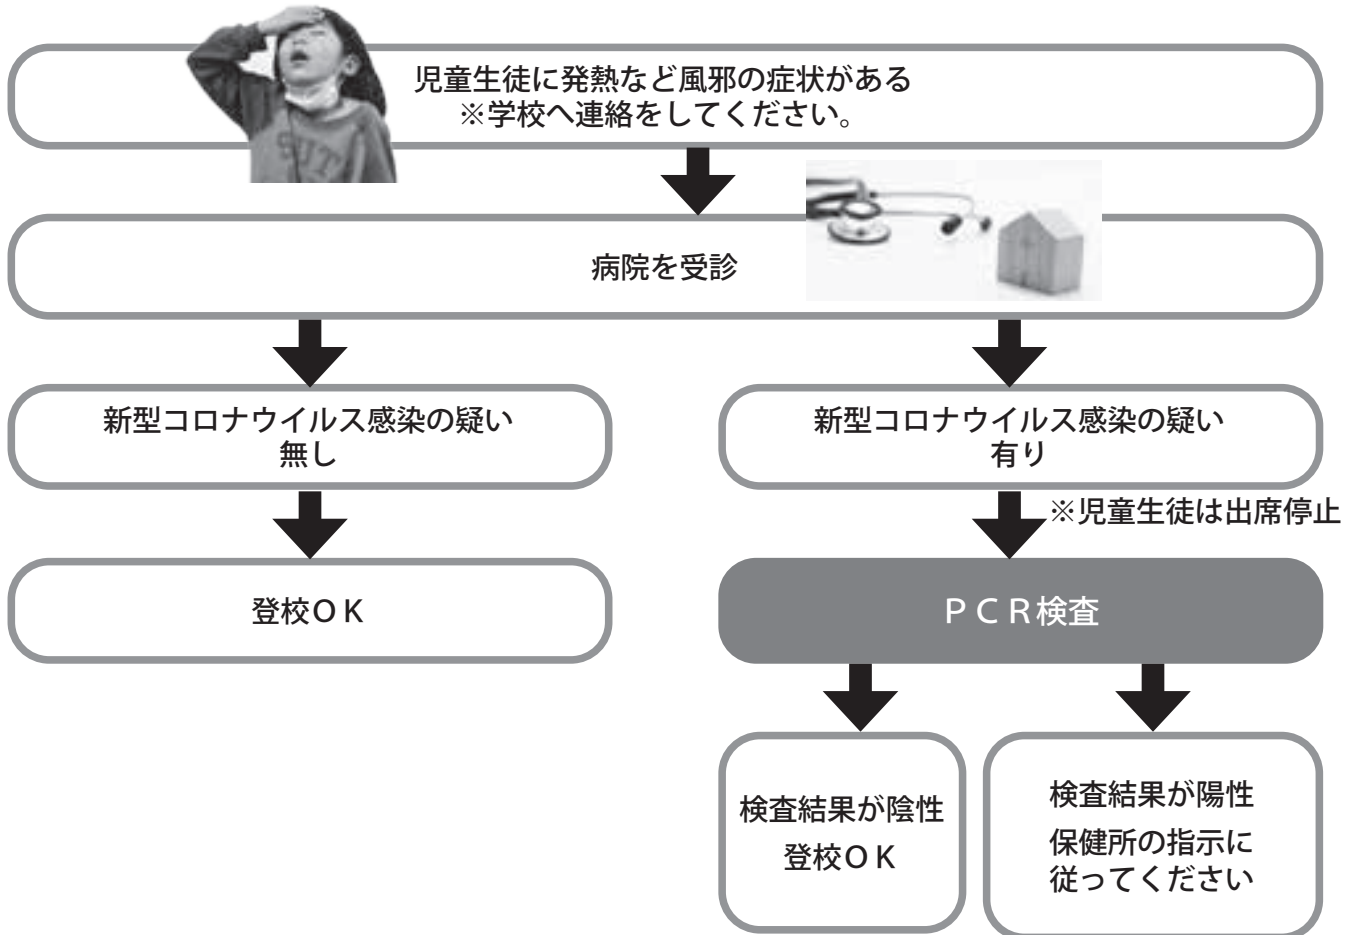 児童生徒に発熱など風邪の症状がある
※学校へ連絡をしてください。
病院を受診
新型コロナウイルス感染の疑い
無し
新型コロナウイルス感染の疑い
有り
※児童生徒は出席停止
登校ＯＫ
ＰＣＲ検査
検査結果が陰性
登校ＯＫ
検査結果が陽性
保健所の指示に
従ってください